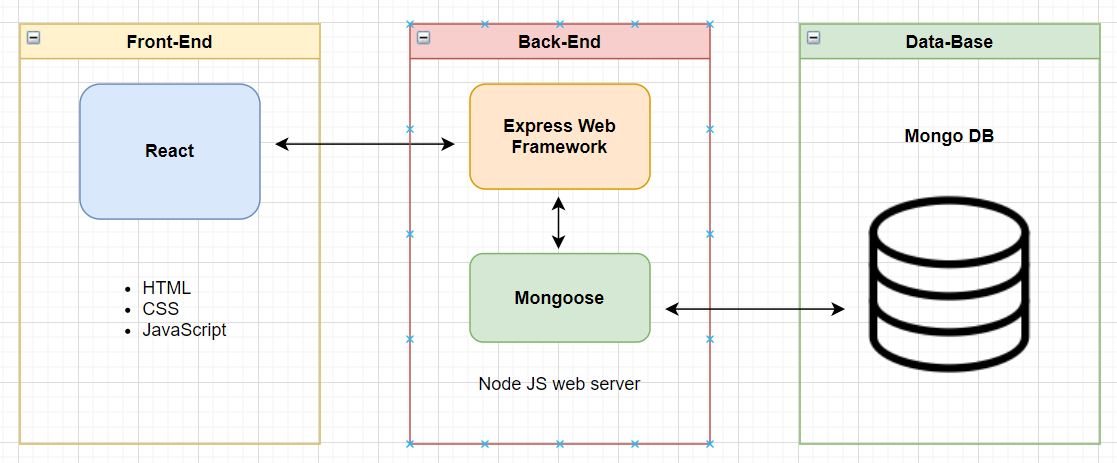 Front-End
React
HTML
CSS
JavaScript
Back-End
Express Web
Framework
Mongoose
Node JS web server
Data-Base
Mongo DB